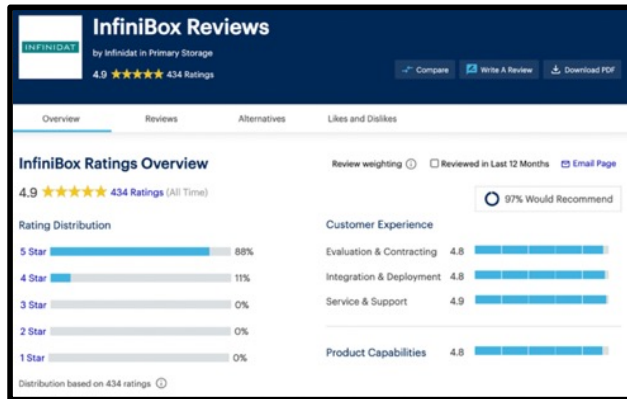 InfiniBox Reviews
INFINIDAT
by Infinidat in Primary Storage
4.9 434 Ratings
Compare
Write A Review
Download PDF
Overview
Reviews
Alternatives
Likes and Dislikes
InfiniBox Ratings Overview
Review weighting
Reviewed in Last 12 Months
Email Page
4.9 434 Ratings (All Time)
97% Would Recommend
Rating Distribution
5 Star 88%
4 Star 11%
3 Star 0%
2 Star 0%
1 Star 0%
Distribution based on 434 ratings
Customer Experience
Evaluation & Contracting 4.8
Integration & Deployment 4.8
Service & Support 4.9
Product Capabilities 4.8